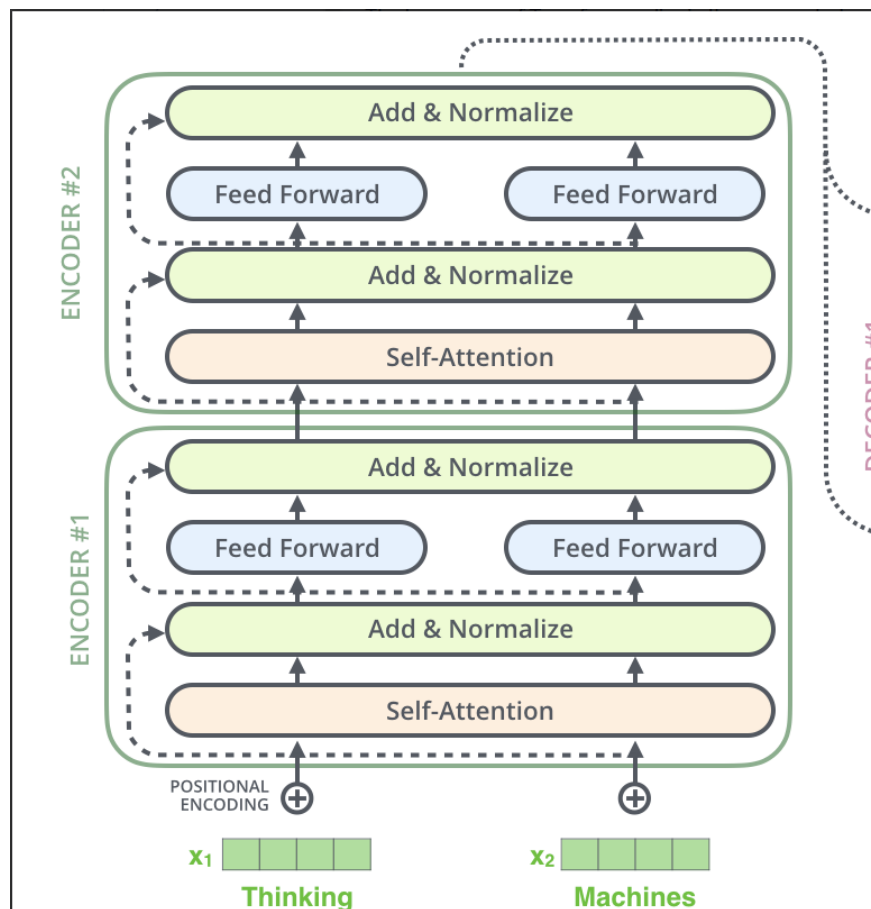 ENCODER #2
Add & Normalize
Feed Forward
Feed Forward
Add & Normalize
Self-Attention
ENCODER #1
Add & Normalize
Feed Forward
Feed Forward
Add & Normalize
Self-Attention
POSITIONAL
ENCODING
x₁
x₂
Thinking
Machines